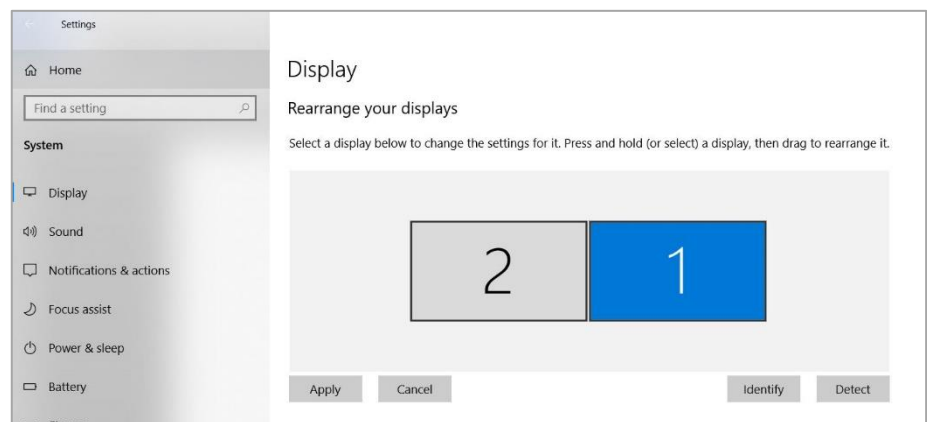 Settings
Home
Find a setting
System
Display
Sound
Notifications & actions
Focus assist
Power & sleep
Battery
Display
Rearrange your displays
Select a display below to change the settings for it. Press and hold (or select) a display, then drag to rearrange it.
2 1
Apply Cancel Identify Detect